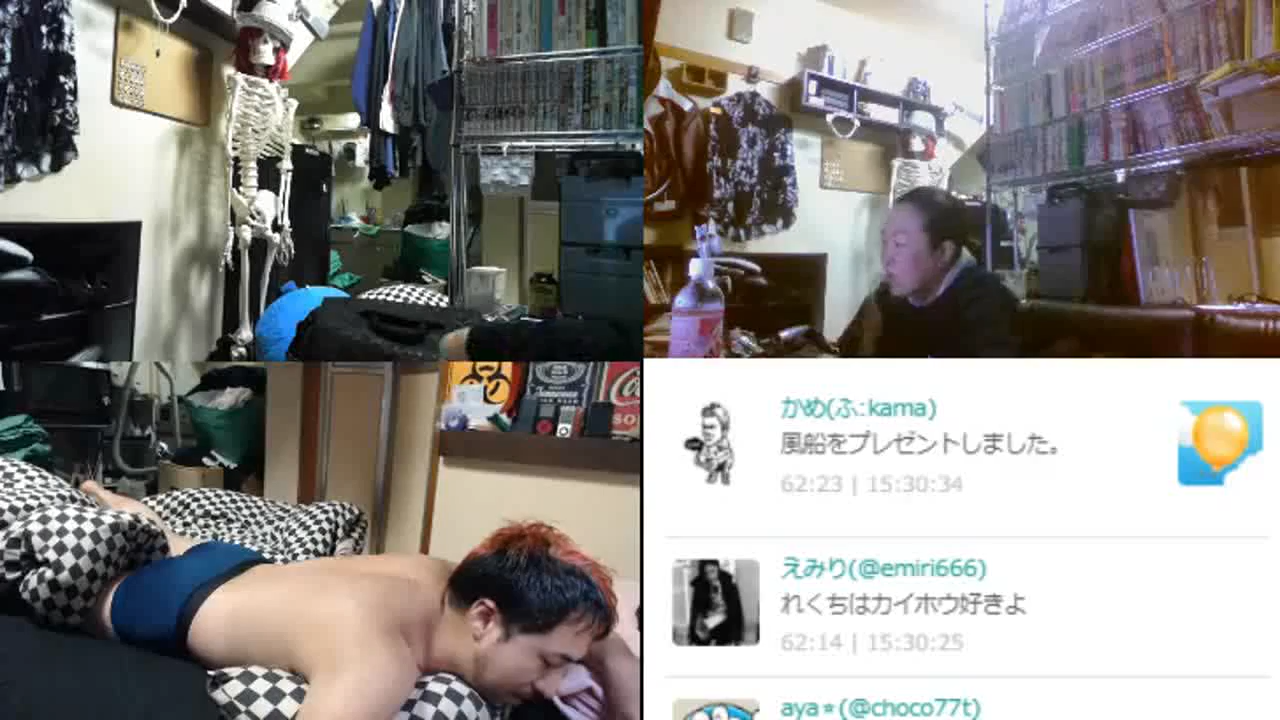 Coca
SO
かめ(ふ:kama)
風船をプレゼントしました。
62:23 | 15:30:34
えみり(@emiri666)
れくちはカイホウ好きよ
62:14 | 15:30:25
aya*(@choco77t)